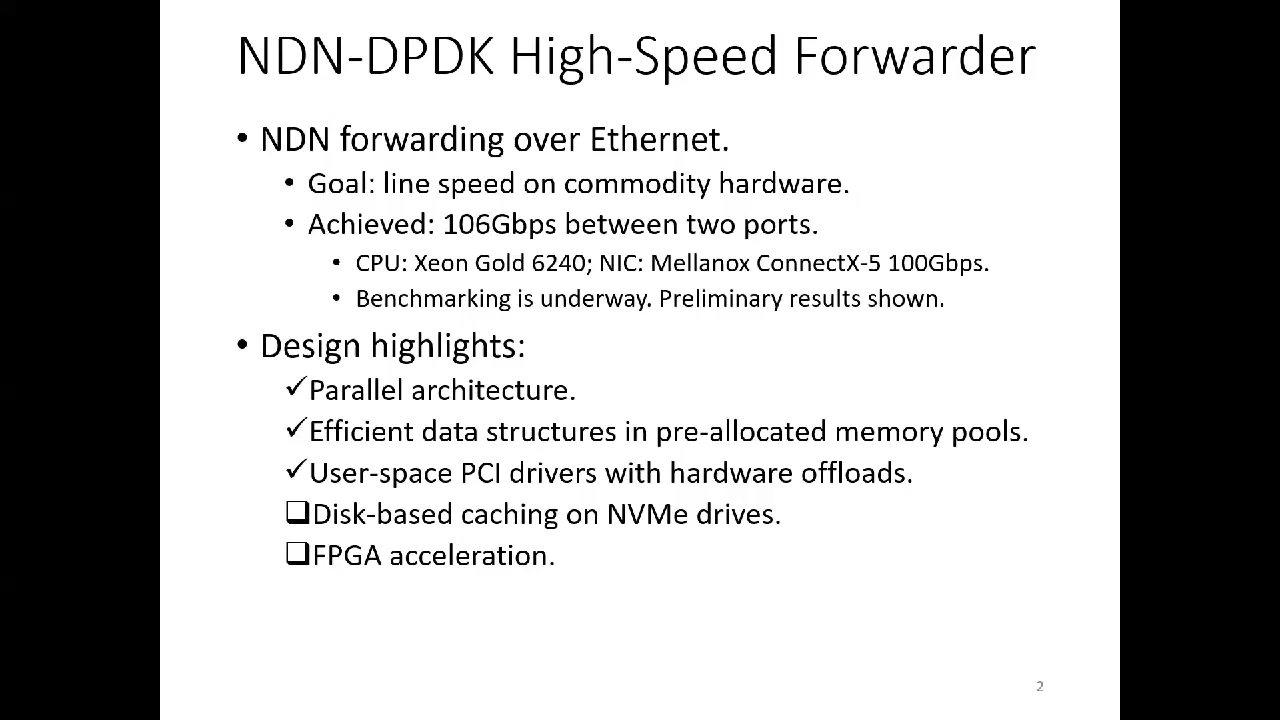 NDN-DPDK High-Speed Forwarder
• NDN forwarding over Ethernet.
• Goal: line speed on commodity hardware.
• Achieved: 106Gbps between two ports.
• CPU: Xeon Gold 6240; NIC: Mellanox ConnectX-5 100Gbps.
• Benchmarking is underway. Preliminary results shown.
• Design highlights:
✓Parallel architecture.
✓Efficient data structures in pre-allocated memory pools.
✓User-space PCI drivers with hardware offloads.
❑Disk-based caching on NVMe drives.
❑FPGA acceleration.
2